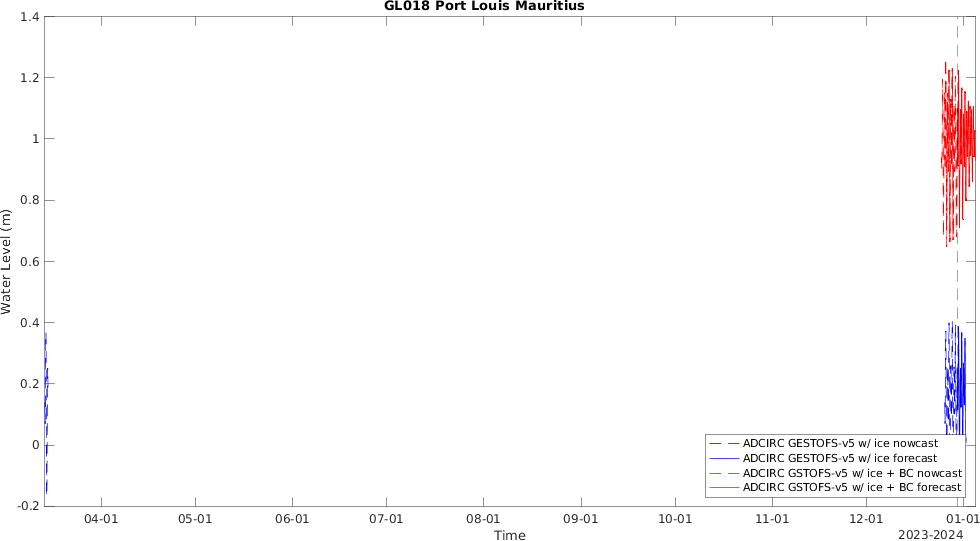 GL018 Port Louis Mauritius
Water Level (m)
1.4
1.2
1
0.8
0.6
0.4
0.2
0
-0.2
ADCIRC GESTOFS-v5 w/ ice nowcast
ADCIRC GESTOFS-v5 w/ ice forecast
ADCIRC GSTOFS-v5 w/ ice + BC nowcast
ADCIRC GSTOFS-v5 w/ ice + BC forecast
04-01 05-01 06-01 07-01 08-01 09-01 10-01 11-01 12-01 01-01
Time
2023-2024